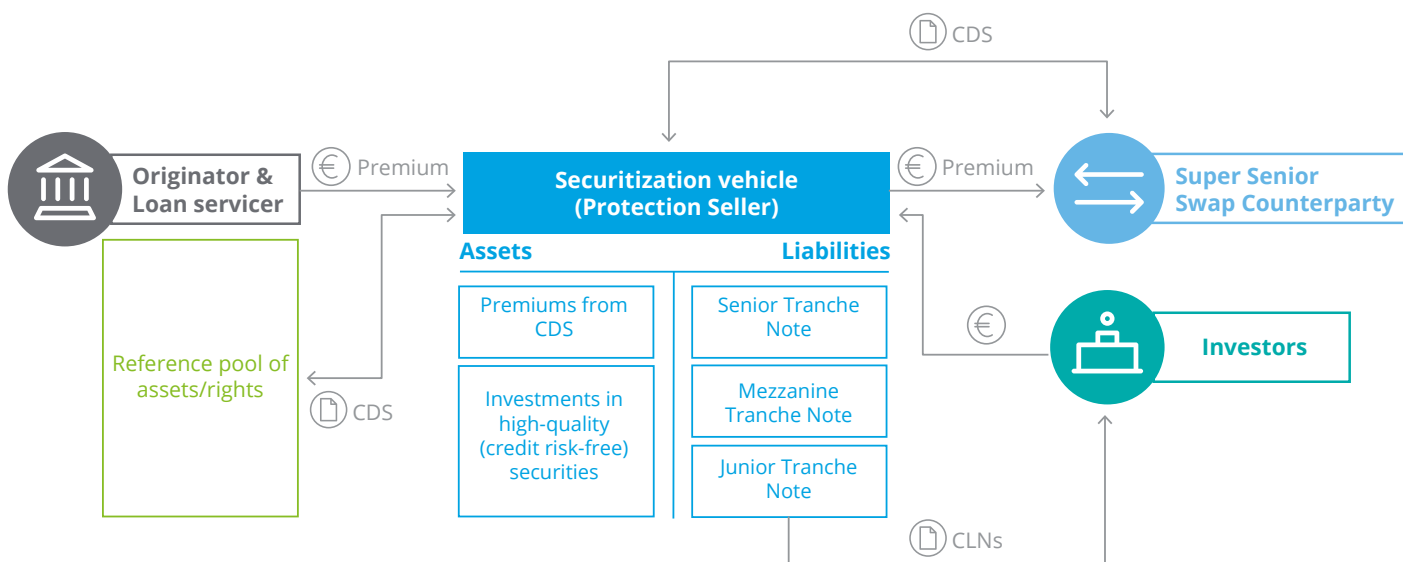 CDS
Originator &
Loan servicer
Premium
Securitization vehicle
(Protection Seller)
Premium
Super Senior
Swap Counterparty
Assets
Liabilities
Premiums from
CDS
Senior Tranche
Note
Investors
Reference pool of
assets/rights
CDS
Investments in
high-quality
(credit risk-free)
securities
Mezzanine
Tranche Note
Junior Tranche
Note
CLNs